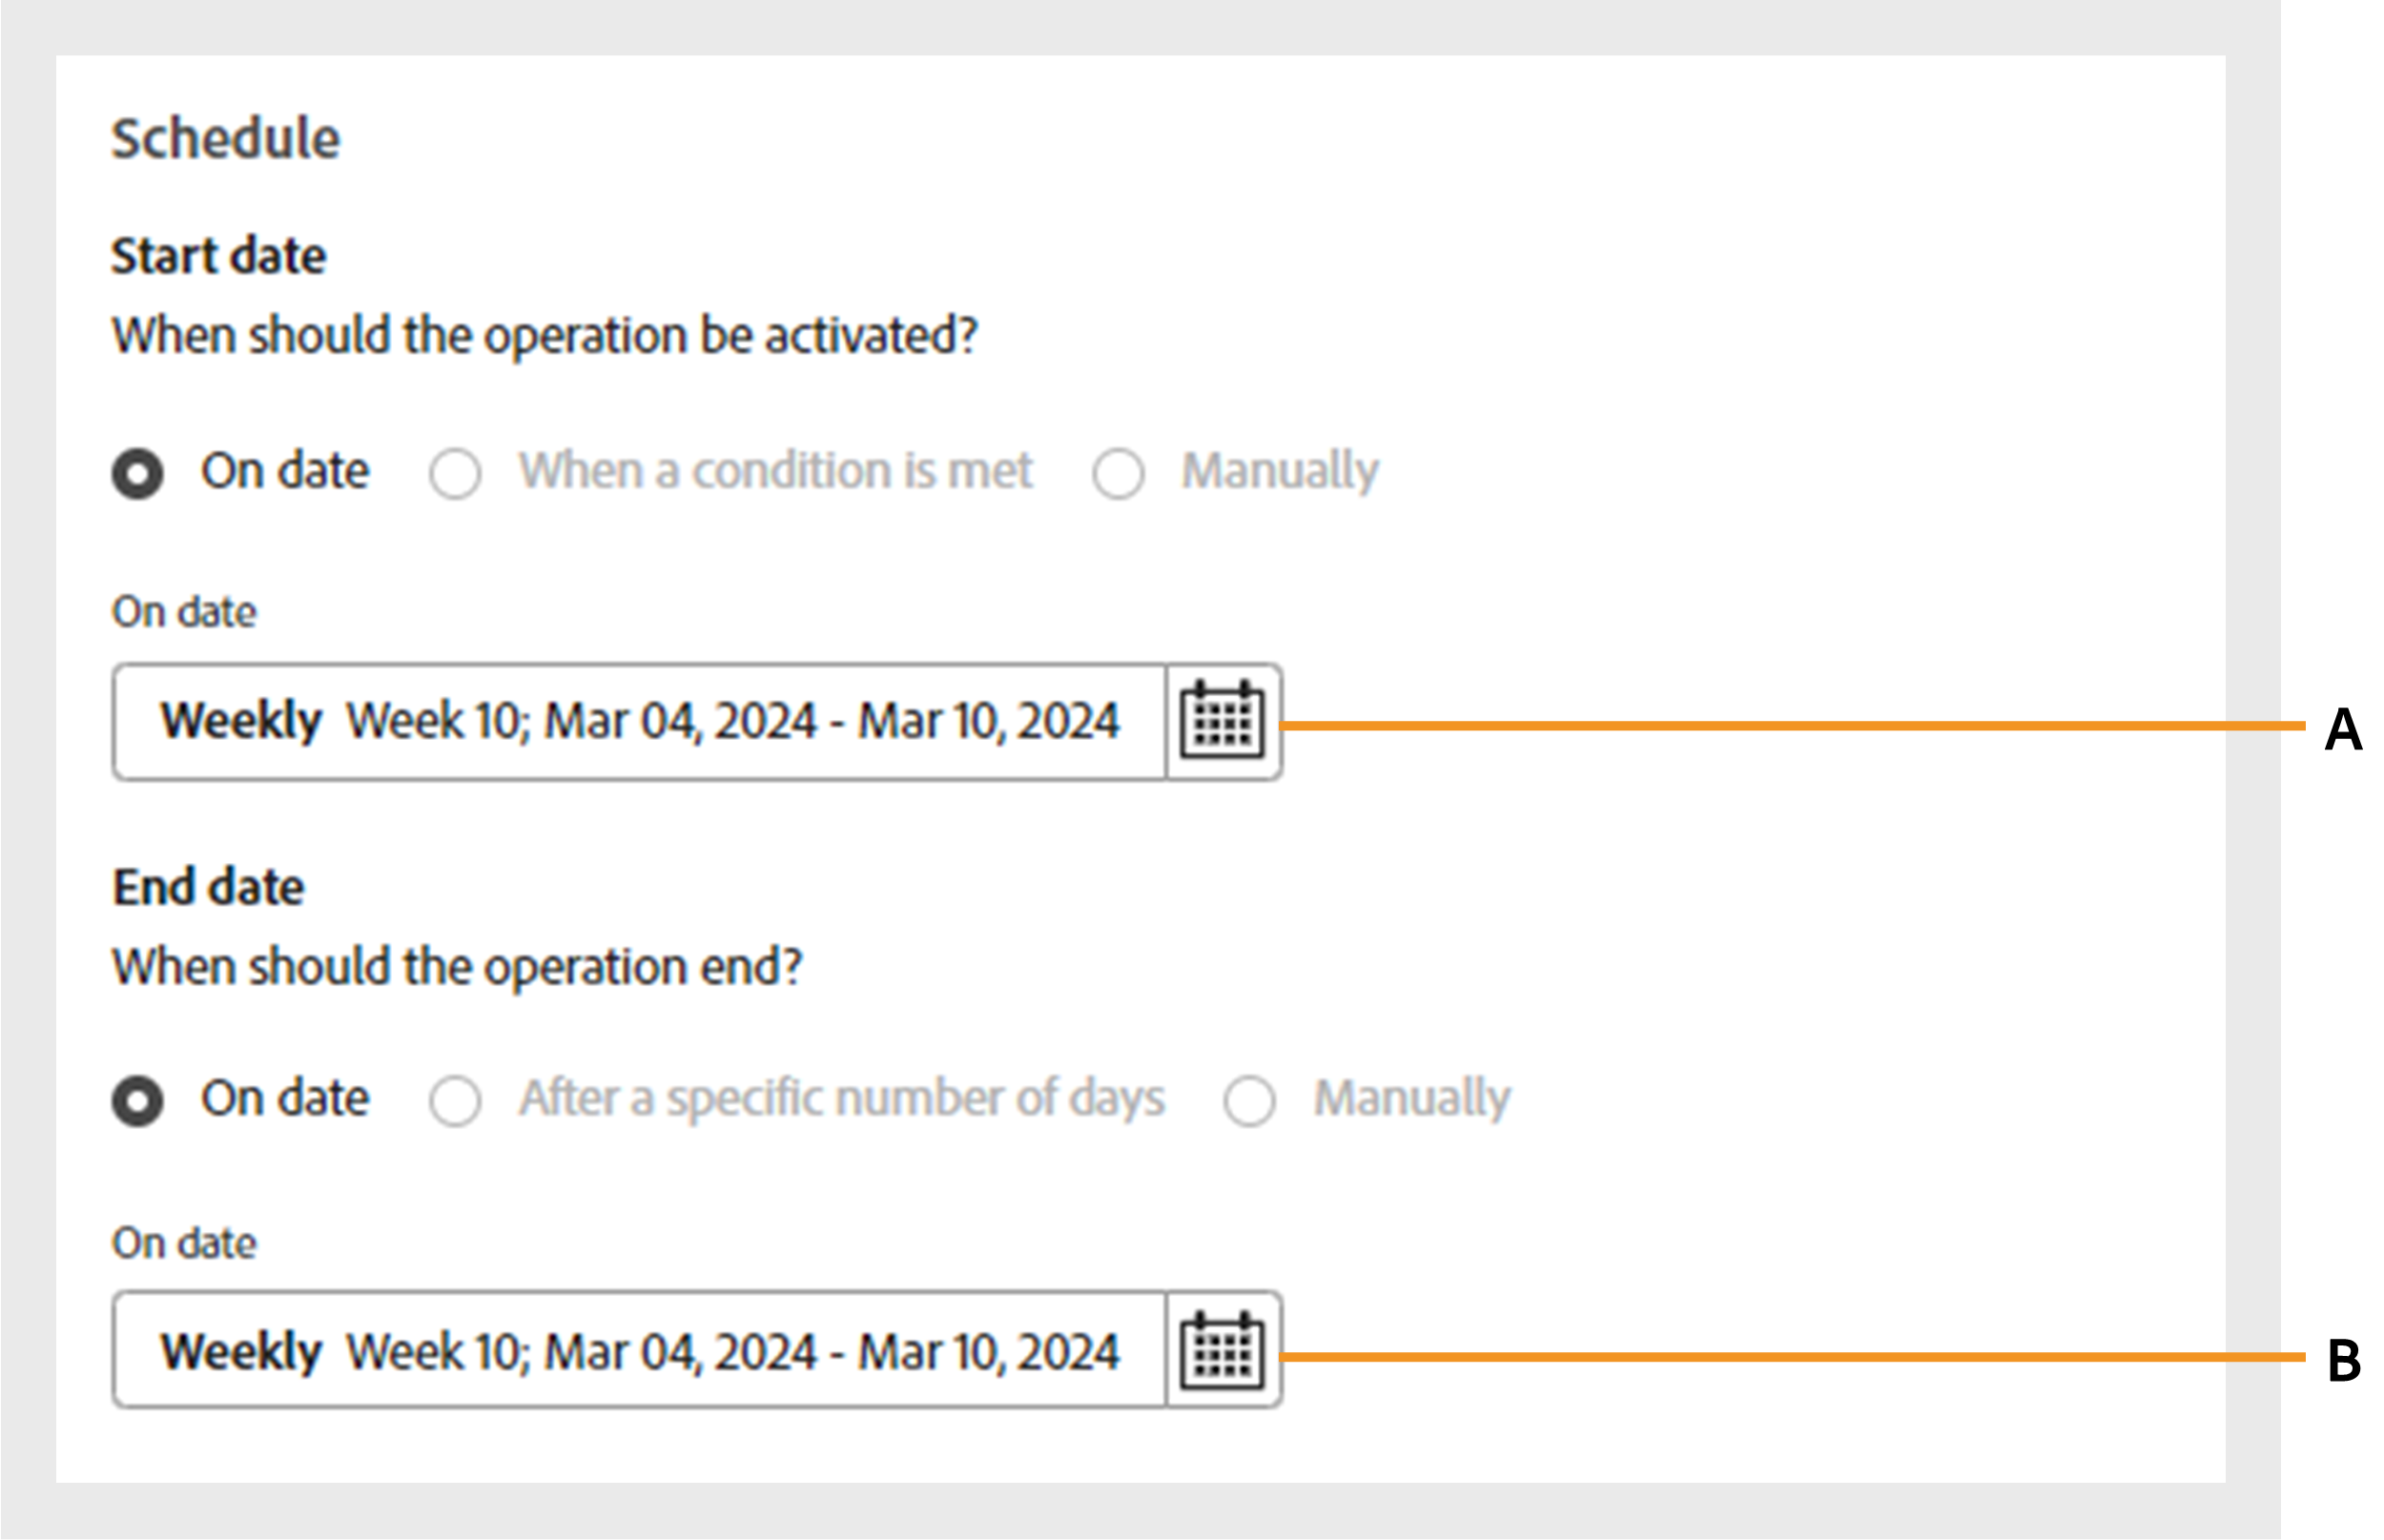 Schedule
Start date
When should the operation be activated?
On date When a condition is met Manually
On date
Weekly Week 10; Mar 04, 2024 - Mar 10, 2024
A
End date
When should the operation end?
On date After a specific number of days Manually
On date
Weekly Week 10; Mar 04, 2024 - Mar 10, 2024
B